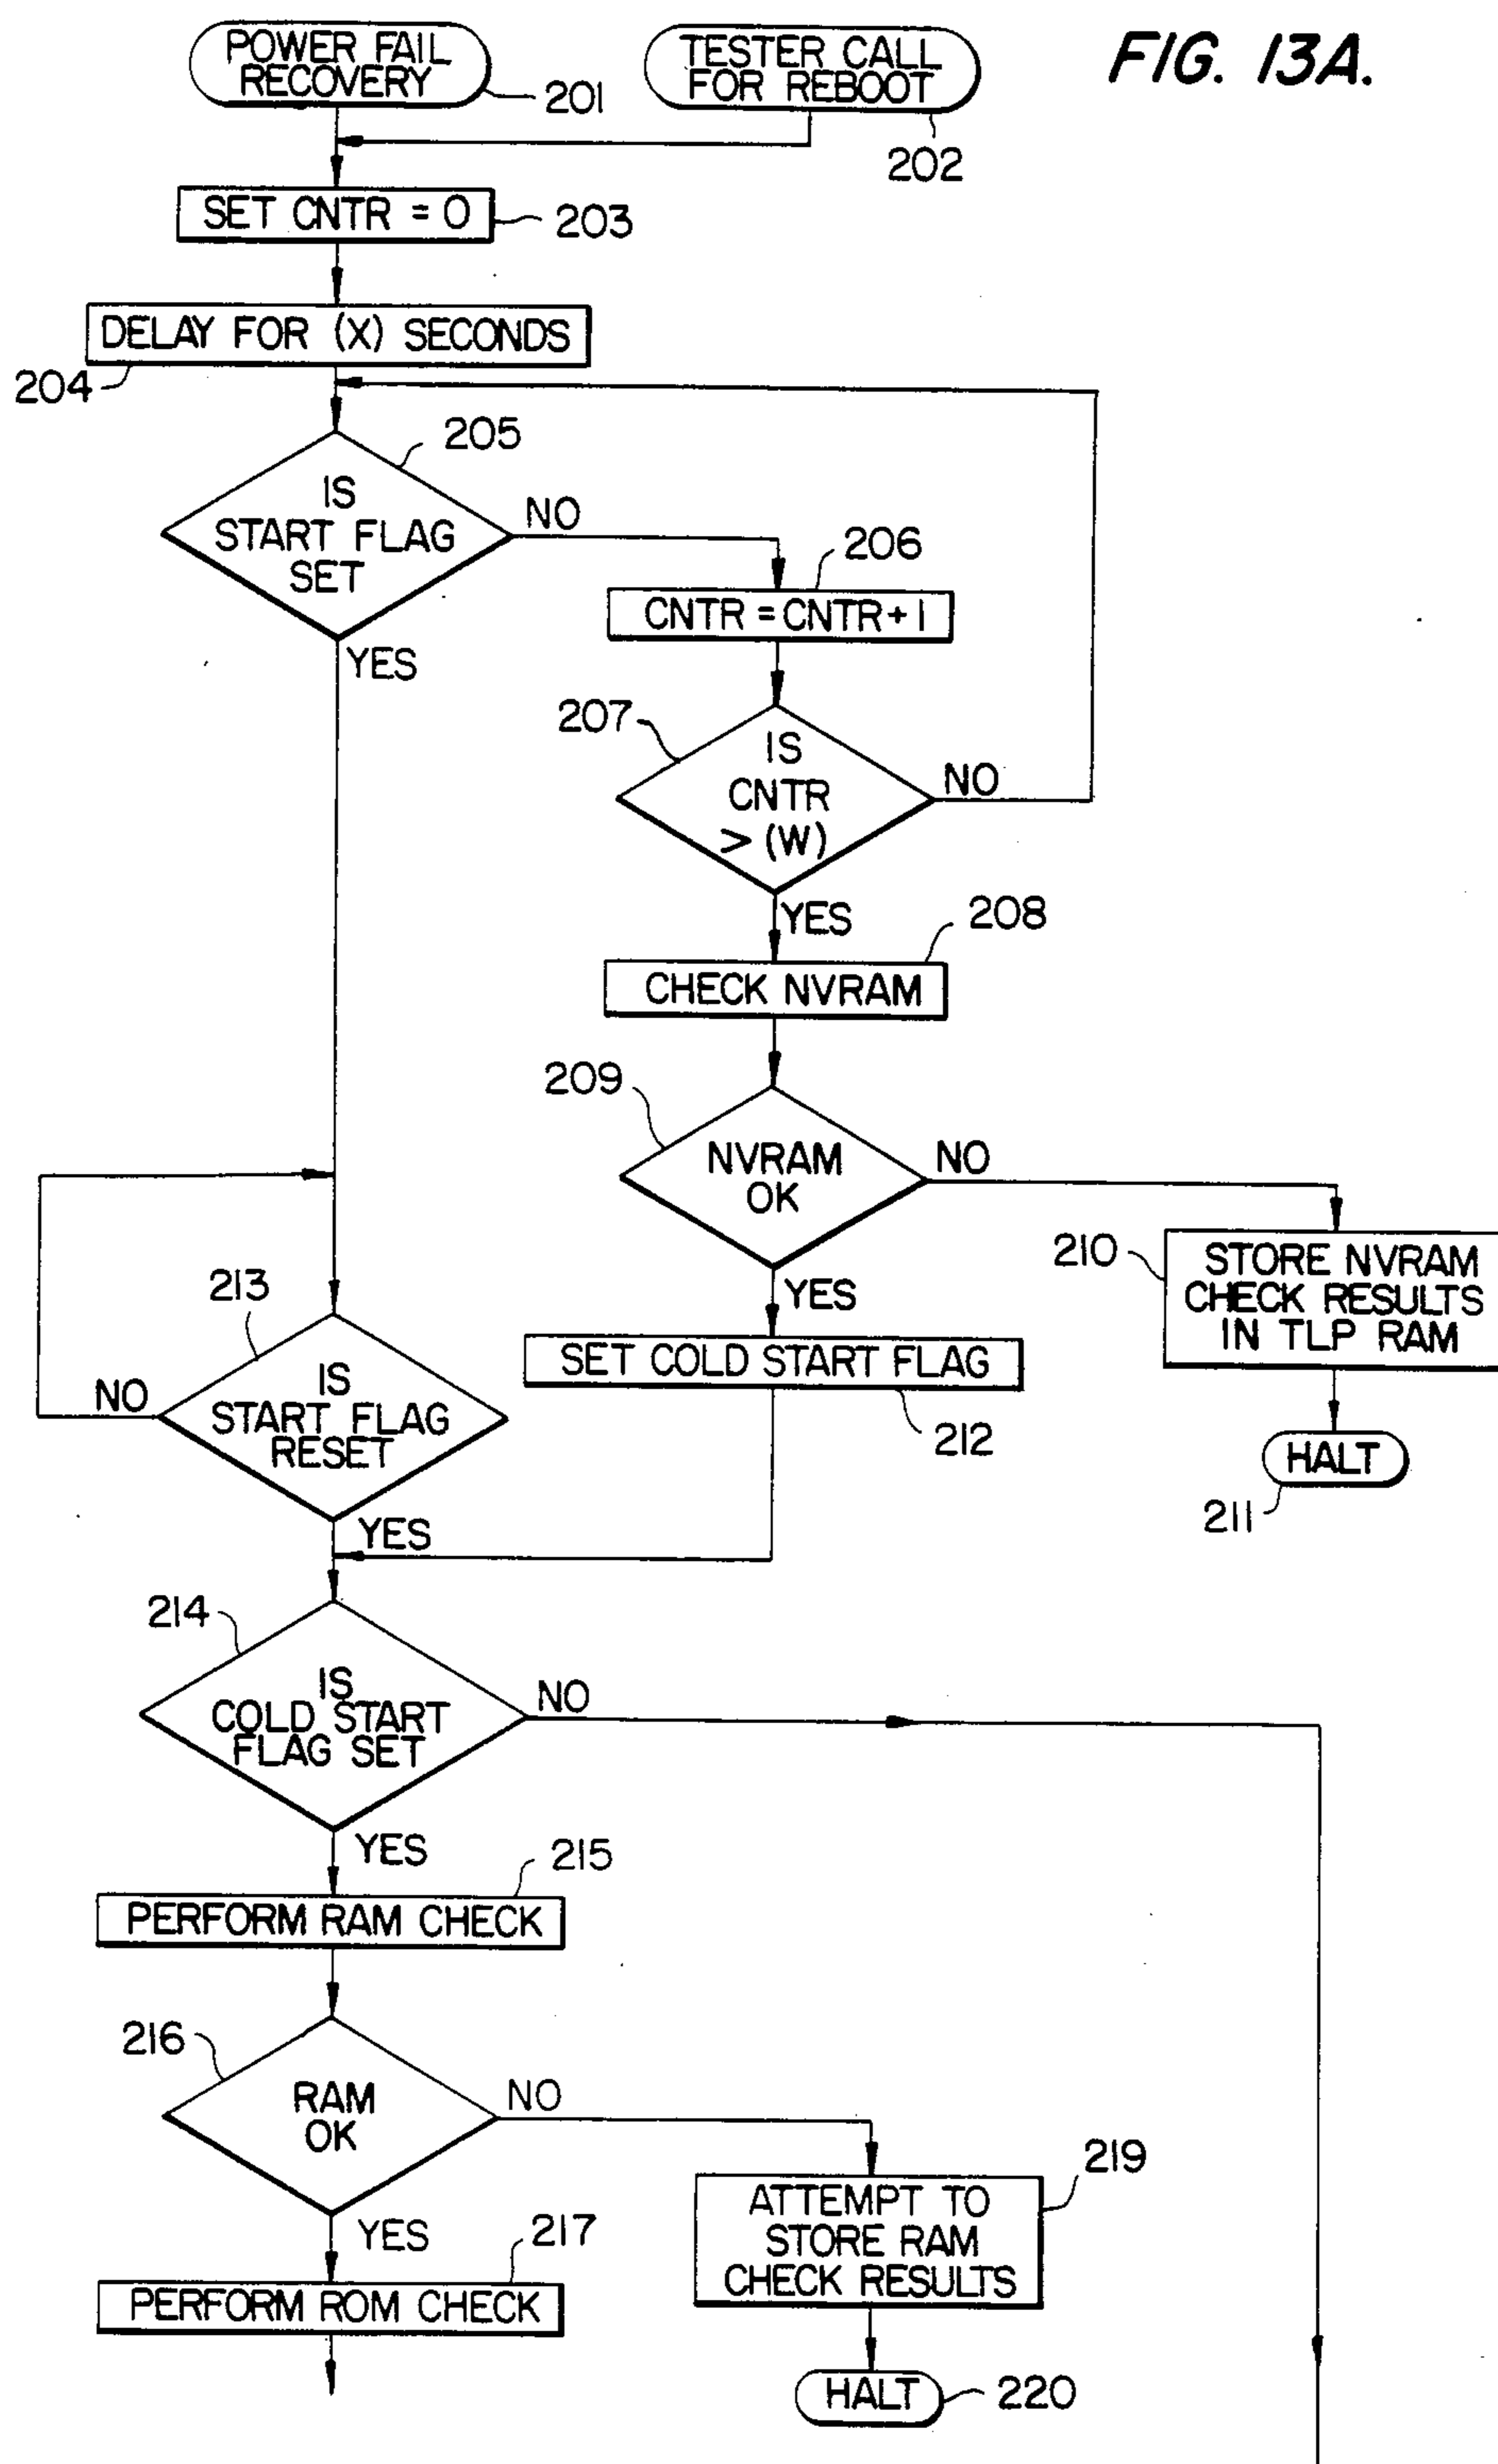 FIG. 13A.
POWER FAIL
RECOVERY
201
TESTER CALL
FOR REBOOT
202
SET CNTR = 0
203
DELAY FOR (X) SECONDS
204
205
IS
START FLAG
SET
NO
YES
206
CNTR = CNTR + 1
207
IS
CNTR
> (W)
NO
YES
208
CHECK NVRAM
209
NVRAM
OK
NO
YES
210
STORE NVRAM
CHECK RESULTS
IN TLP RAM
HALT
211
SET COLD START FLAG
212
213
IS
START FLAG
RESET
NO
YES
214
IS
COLD START
FLAG SET
NO
YES
215
PERFORM RAM CHECK
216
RAM
OK
NO
YES
217
PERFORM ROM CHECK
219
ATTEMPT TO
STORE RAM
CHECK RESULTS
HALT
220